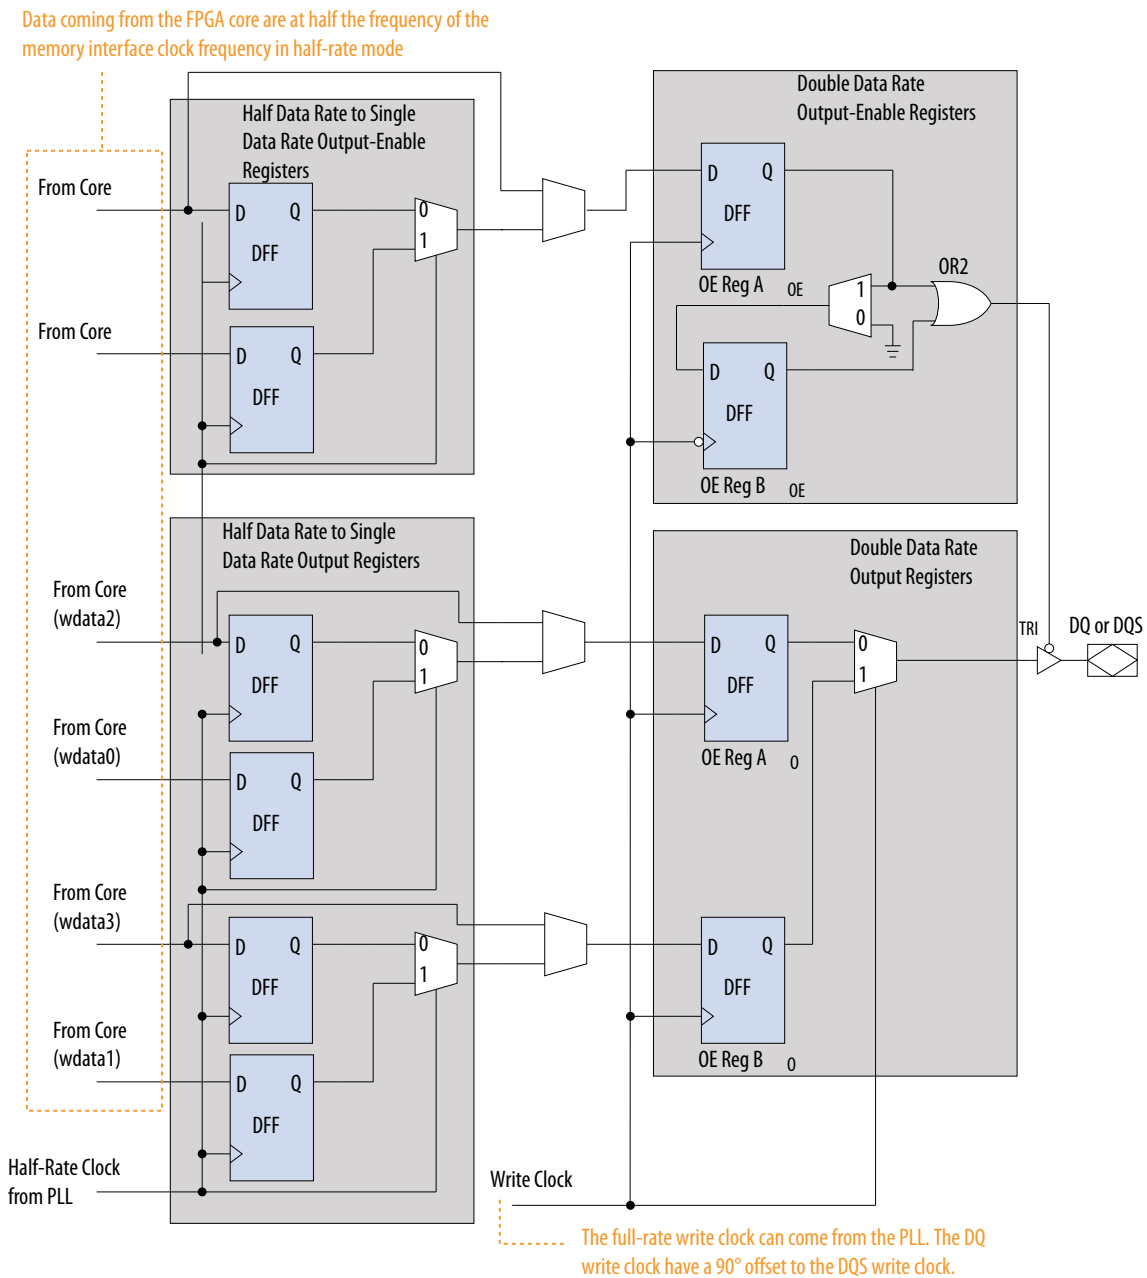 Data coming from the FPGA core are at half the frequency of the
memory interface clock frequency in half-rate mode
Half Data Rate to Single
Data Rate Output-Enable
Registers
Double Data Rate
Output-Enable Registers
From Core
D Q
DFF
0
1
D Q
DFF
OE Reg A OE
OR2
1
0
From Core
D Q
DFF
D Q
DFF
OE Reg B OE
Half Data Rate to Single
Data Rate Output Registers
Double Data Rate
Output Registers
From Core
(wdata2)
D Q
DFF
0
1
D Q
DFF
OE Reg A O
0
1
TRI
DQ or DQS
From Core
(wdata0)
D Q
DFF
From Core
(wdata3)
D Q
DFF
0
1
D Q
DFF
OE Reg B O
From Core
(wdata1)
D Q
DFF
Half-Rate Clock
from PLL
Write Clock
The full-rate write clock can come from the PLL. The DQ
write clock have a 90° offset to the DQS write clock.